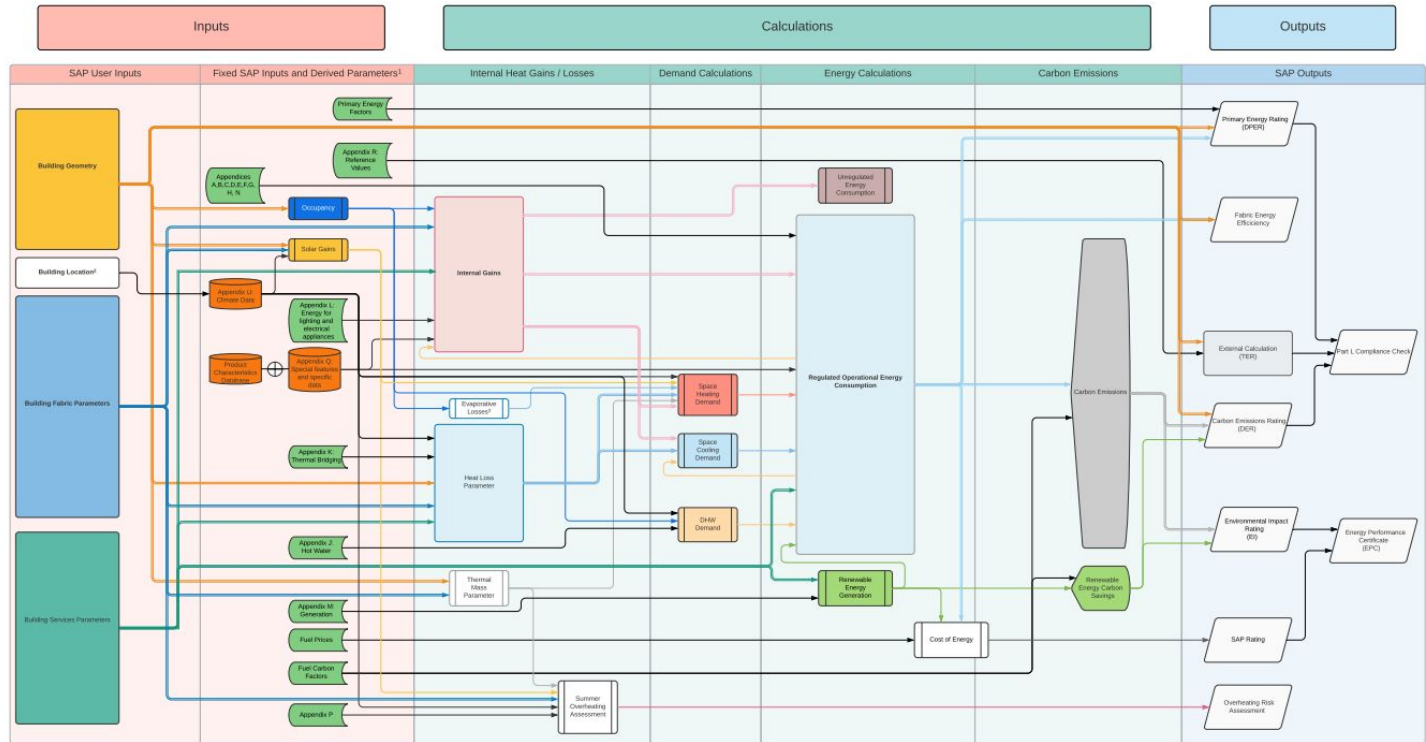 Inputs
Calculations
Outputs
SAP User Inputs
Fixed SAP Inputs and Derived Parameters¹
Internal Heat Gains / Losses
Demand Calculations
Energy Calculations
Carbon Emissions
SAP Outputs
Building Geometry
Building Location²
Building Fabric Parameters
Building Services Parameters
Primary Energy
Factors
Appendix R:
Reference
Values
Appendices
A,B,C,D,E,F,G,
H, N
Occupancy
Solar Gains
Appendix U:
Climate Data
Appendix L:
Energy for
lighting and
electrical
appliances
Product
Characteristics
Database
Appendix Q:
Special features
and specific
data
Appendix K:
Thermal Bridging
Appendix J:
Hot Water
Appendix M:
Generation
Fuel Prices
Fuel Carbon
Factors
Appendix P
Internal Gains
Evaporative
Losses³
Heat Loss
Parameter
Thermal
Mass
Parameter
Summer
Overheating
Assessment
Space
Heating
Demand
Space
Cooling
Demand
DHW
Demand
Unregulated
Energy
Consumption
Regulated Operational Energy
Consumption
Renewable
Energy
Generation
Cost of Energy
Carbon Emissions
Renewable
Energy Carbon
Savings
Primary Energy Rating
(DPER)
Fabric Energy
Efficiciency
External Calculation
(TER)
Part L Compliance Check
Carbon Emissions Rating
(DER)
Environmental Impact
Rating
(EI)
Energy Performance
Certificate
(EPC)
SAP Rating
Overheating Risk
Assessment